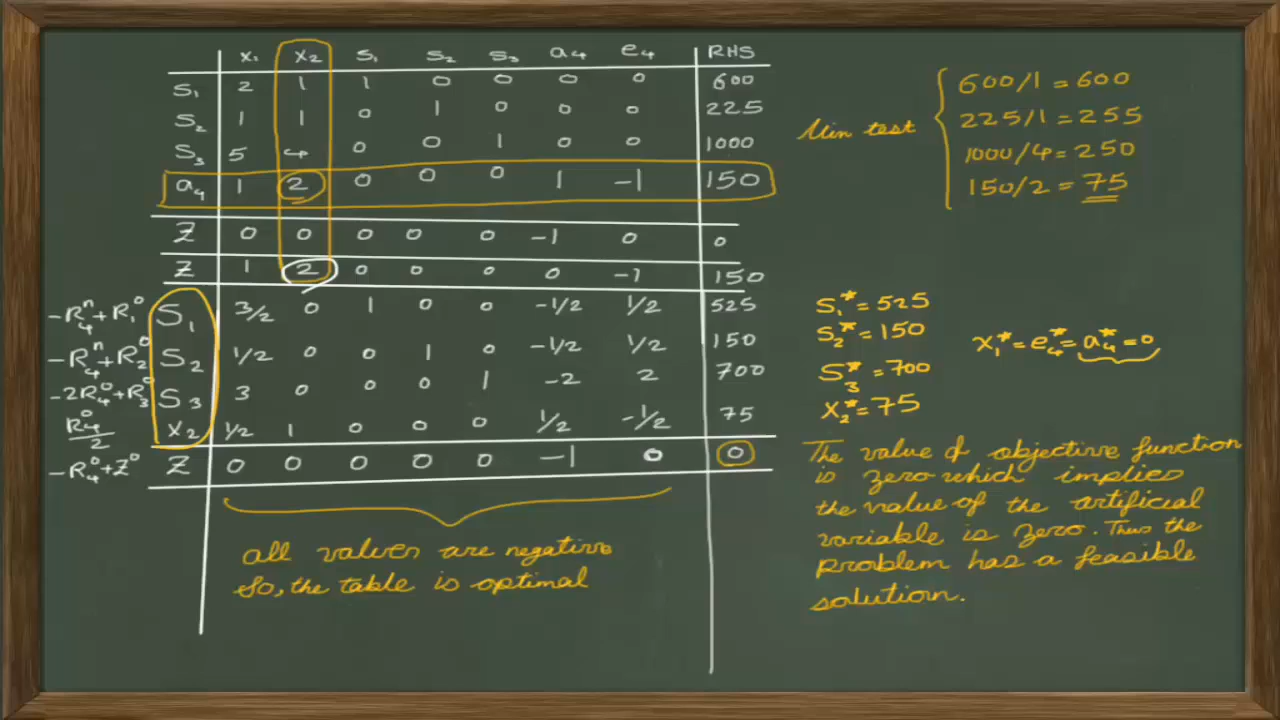 x₁ x₂ s₁ s₂ s₃ a₄ e₄ RHS
s₁ 2 1 1 0 0 0 0 600
s₂ 1 1 0 1 0 0 0 225
s₃ 5 4 0 0 1 0 0 1000
a₄ 1 2 0 0 0 1 -1 150
Z 0 0 0 0 0 -1 0 0
Z 1 2 0 0 0 0 -1 150
-R₄ⁿ+R₁⁰ S₁ 3/2 0 1 0 0 -1/2 1/2 525
-R₄ⁿ+R₂⁰ S₂ 1/2 0 0 1 0 -1/2 1/2 150
-2R₄⁰+R₃⁰ S₃ 3 0 0 0 1 -2 2 700
R₄⁰/2 x₂ 1/2 1 0 0 0 1/2 -1/2 75
-R₄⁰+Z⁰ Z 0 0 0 0 0 -1 0 0
all values are negative
So, the table is optimal
Min test
600/1 = 600
225/1 = 255
1000/4 = 250
150/2 = 75
S₁* = 525
S₂* = 150
S₃* = 700
x₂* = 75
x₁* = e₄* = a₄* = 0
The value of objective function
is zero which implies
the value of the artificial
variable is zero. Thus the
problem has a feasible
solution.